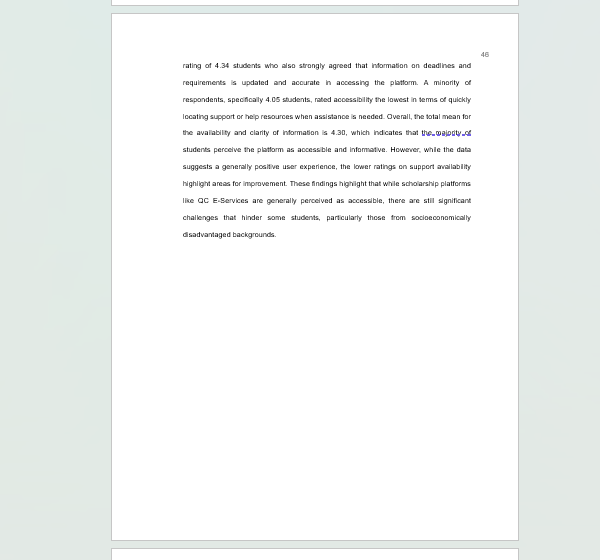 48
rating of 4.34 students who also strongly agreed that information on deadlines and
requirements is updated and accurate in accessing the platform. A minority of
respondents, specifically 4.05 students, rated accessibility the lowest in terms of quickly
locating support or help resources when assistance is needed. Overall, the total mean for
the availability and clarity of information is 4.30, which indicates that the majority of
students perceive the platform as accessible and informative. However, while the data
suggests a generally positive user experience, the lower ratings on support availability
highlight areas for improvement. These findings highlight that while scholarship platforms
like QC E-Services are generally perceived as accessible, there are still significant
challenges that hinder some students, particularly those from socioeconomically
disadvantaged backgrounds.